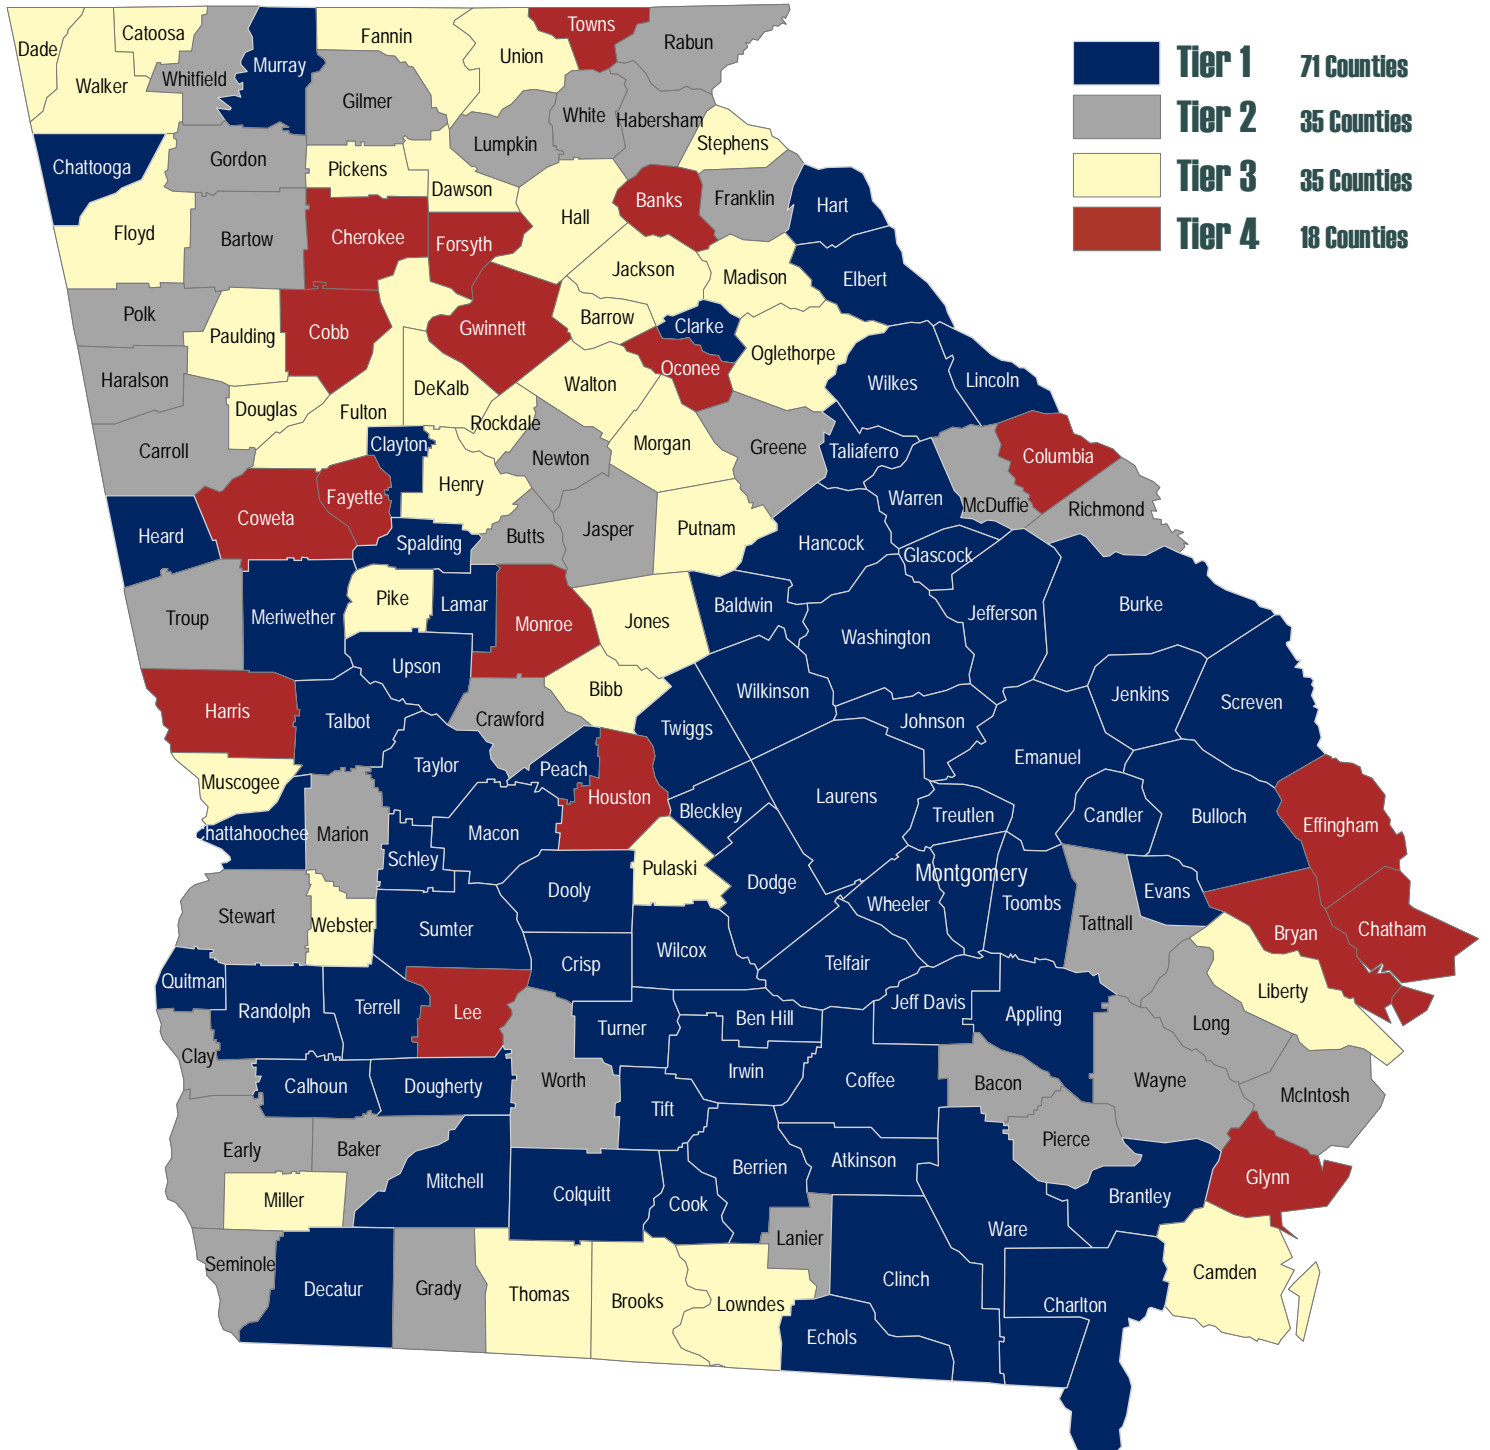 Dade
Catoosa
Fannin
Towns
Union
Rabun
Walker
Whitfield
Murray
Gilmer
White
Habersham
Lumpkin
Stephens
Tier 1 71 Counties
Tier 2 35 Counties
Tier 3 35 Counties
Tier 4 18 Counties
Chattooga
Gordon
Pickens
Dawson
Hall
Banks
Franklin
Hart
Floyd
Bartow
Cherokee
Forsyth
Jackson
Madison
Elbert
Polk
Paulding
Cobb
Gwinnett
Barrow
Clarke
Oglethorpe
Haralson
Douglas
Fulton
DeKalb
Rockdale
Walton
Oconee
Wilkes
Lincoln
Carroll
Clayton
Henry
Newton
Morgan
Greene
Taliaferro
Columbia
Heard
Coweta
Fayette
Spalding
Butts
Jasper
Putnam
Hancock
Warren
McDuffie
Richmond
Glascock
Troup
Meriwether
Pike
Lamar
Monroe
Jones
Baldwin
Washington
Jefferson
Burke
Upson
Bibb
Wilkinson
Jenkins
Screven
Harris
Talbot
Crawford
Twiggs
Johnson
Emanuel
Muscogee
Taylor
Peach
Houston
Bleckley
Laurens
Treutlen
Candler
Bulloch
Effingham
Chattahoochee
Marion
Schley
Macon
Pulaski
Dodge
Dooly
Montgomery
Wheeler
Toombs
Evans
Tattnall
Stewart
Webster
Sumter
Crisp
Wilcox
Telfair
Bryan
Chatham
Quitman
Randolph
Terrell
Lee
Turner
Ben Hill
Jeff Davis
Appling
Liberty
Long
Clay
Calhoun
Dougherty
Worth
Tift
Irwin
Coffee
Bacon
Wayne
McIntosh
Early
Baker
Mitchell
Colquitt
Cook
Berrien
Atkinson
Pierce
Brantley
Glynn
Miller
Lanier
Ware
Seminole
Decatur
Grady
Thomas
Brooks
Lowndes
Clinch
Echols
Charlton
Camden